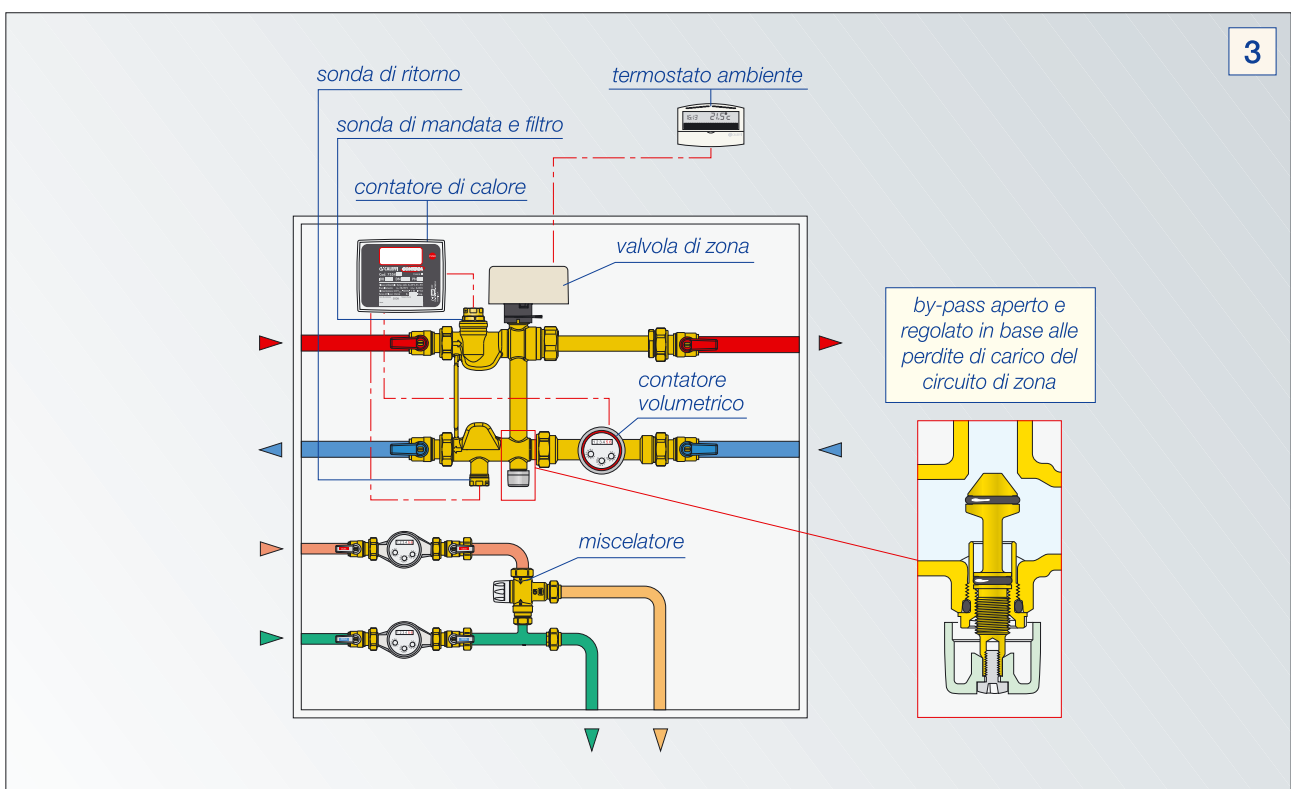 3
sonda di ritorno
termostato ambiente
sonda di mandata e filtro
contatore di calore
valvola di zona
by-pass aperto e
regolato in base alle
perdite di carico del
circuito di zona
contatore
volumetrico
miscelatore